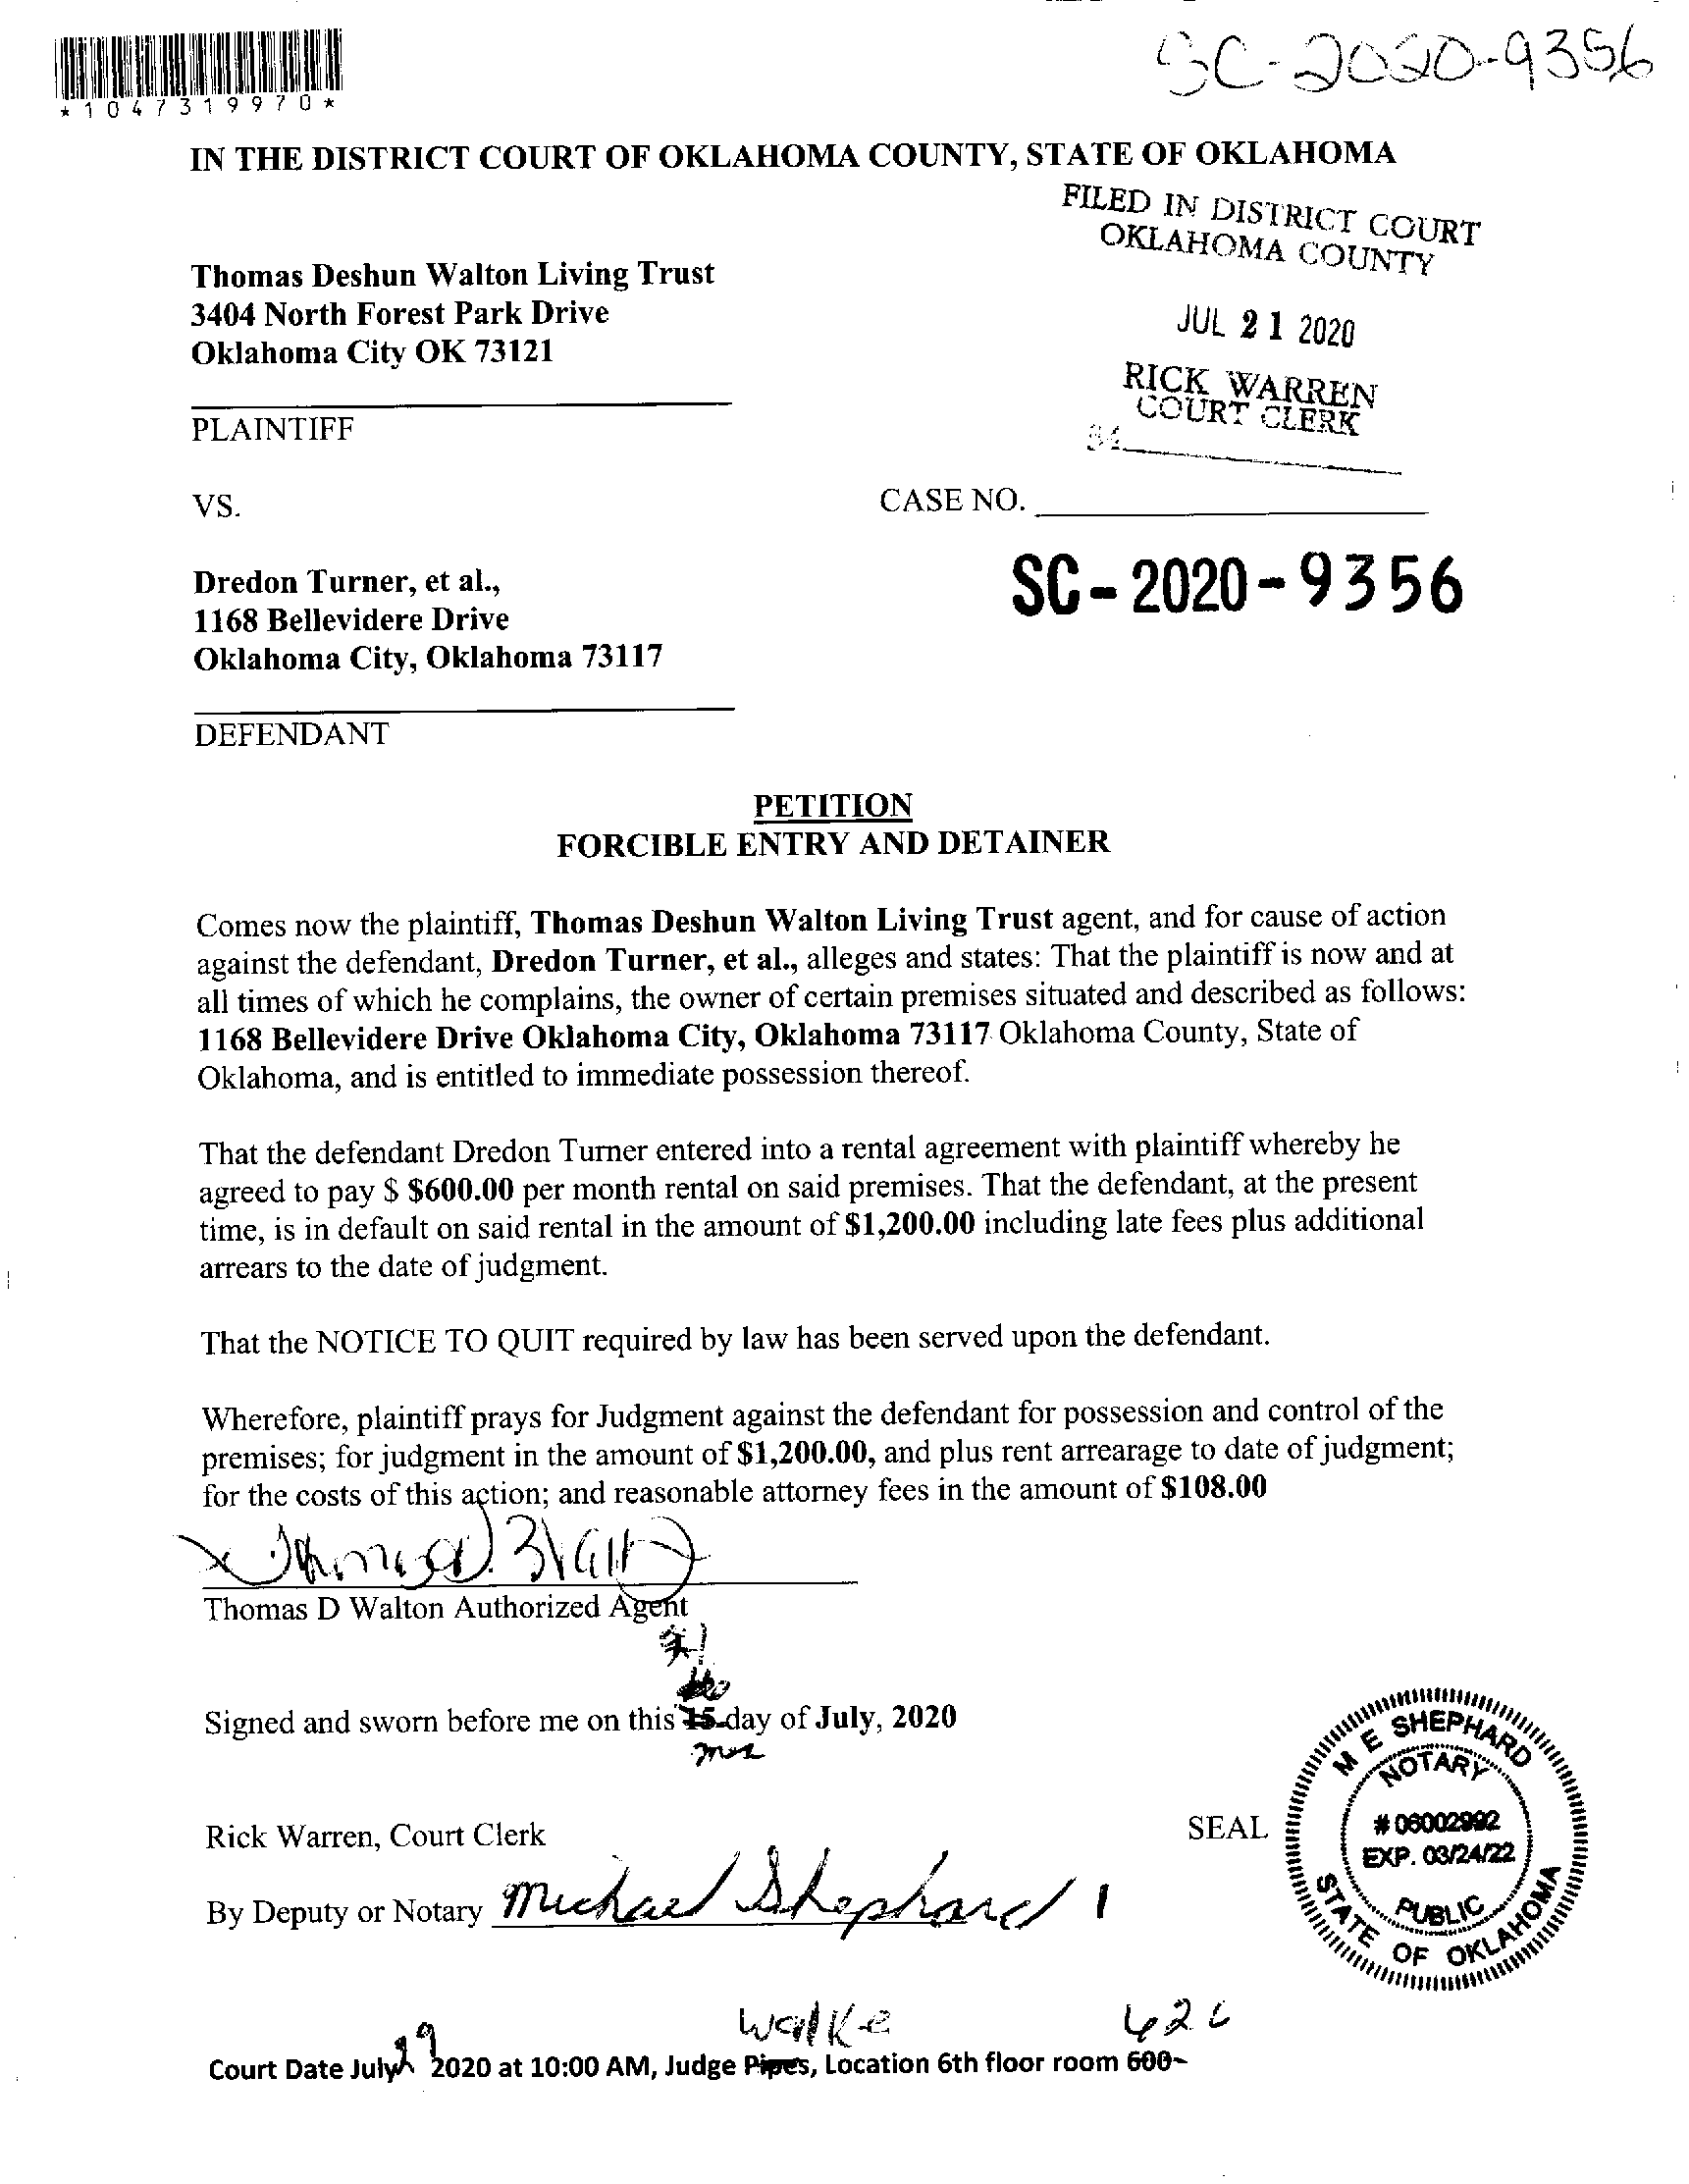 SC-2020-9356
*1047319970*
IN THE DISTRICT COURT OF OKLAHOMA COUNTY, STATE OF OKLAHOMA
FILED IN DISTRICT COURT
OKLAHOMA COUNTY
JUL 21 2020
RICK WARREN
COURT CLERK
Thomas Deshun Walton Living Trust
3404 North Forest Park Drive
Oklahoma City OK 73121
PLAINTIFF
VS.
CASE NO.
SC-2020-9356
Dredon Turner, et al.,
1168 Bellevidere Drive
Oklahoma City, Oklahoma 73117
DEFENDANT
PETITION
FORCIBLE ENTRY AND DETAINER
Comes now the plaintiff, Thomas Deshun Walton Living Trust agent, and for cause of action
against the defendant, Dredon Turner, et al., alleges and states: That the plaintiff is now and at
all times of which he complains, the owner of certain premises situated and described as follows:
1168 Bellevidere Drive Oklahoma City, Oklahoma 73117 Oklahoma County, State of
Oklahoma, and is entitled to immediate possession thereof.
That the defendant Dredon Turner entered into a rental agreement with plaintiff whereby he
agreed to pay $ $600.00 per month rental on said premises. That the defendant, at the present
time, is in default on said rental in the amount of $1,200.00 including late fees plus additional
arrears to the date of judgment.
That the NOTICE TO QUIT required by law has been served upon the defendant.
Wherefore, plaintiff prays for Judgment against the defendant for possession and control of the
premises; for judgment in the amount of $1,200.00, and plus rent arrearage to date of judgment;
for the costs of this action; and reasonable attorney fees in the amount of $108.00
Thomas D Walton Authorized Agent
Signed and sworn before me on this 15 day of July, 2020
mes
Rick Warren, Court Clerk
SEAL
By Deputy or Notary Michael Shephard
M E SHEPHARD
NOTARY
# 06002992
EXP. 03/24/22
PUBLIC
STATE OF OKLAHOMA
Walke
Court Date July 29 2020 at 10:00 AM, Judge Pipes, Location 6th floor room 600